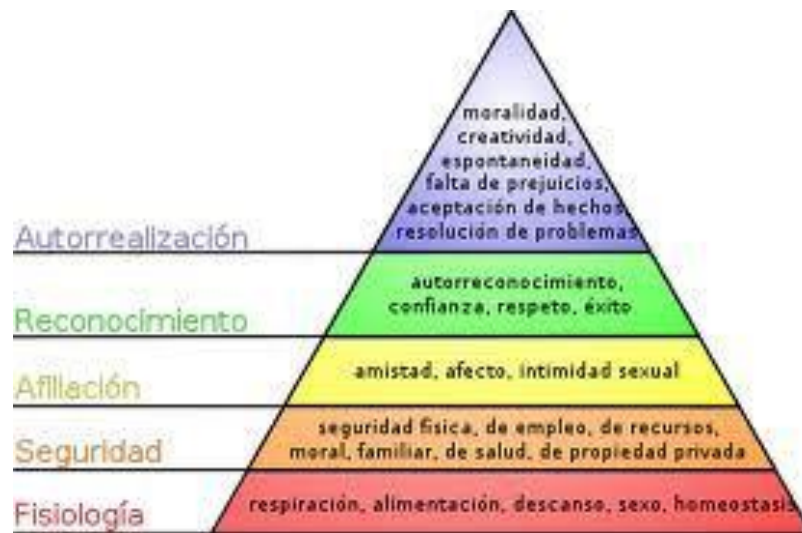 moralidad,
creatividad,
espontaneidad,
falta de prejuicios,
aceptación de hechos,
resolución de problemas
Autorrealización
autorreconocimiento,
confianza, respeto, éxito
Reconocimiento
amistad, afecto, intimidad sexual
Afiliación
seguridad física, de empleo, de recursos,
moral, familiar, de salud, de propiedad privada
Seguridad
respiración, alimentación, descanso, sexo, homeostasis
Fisiología